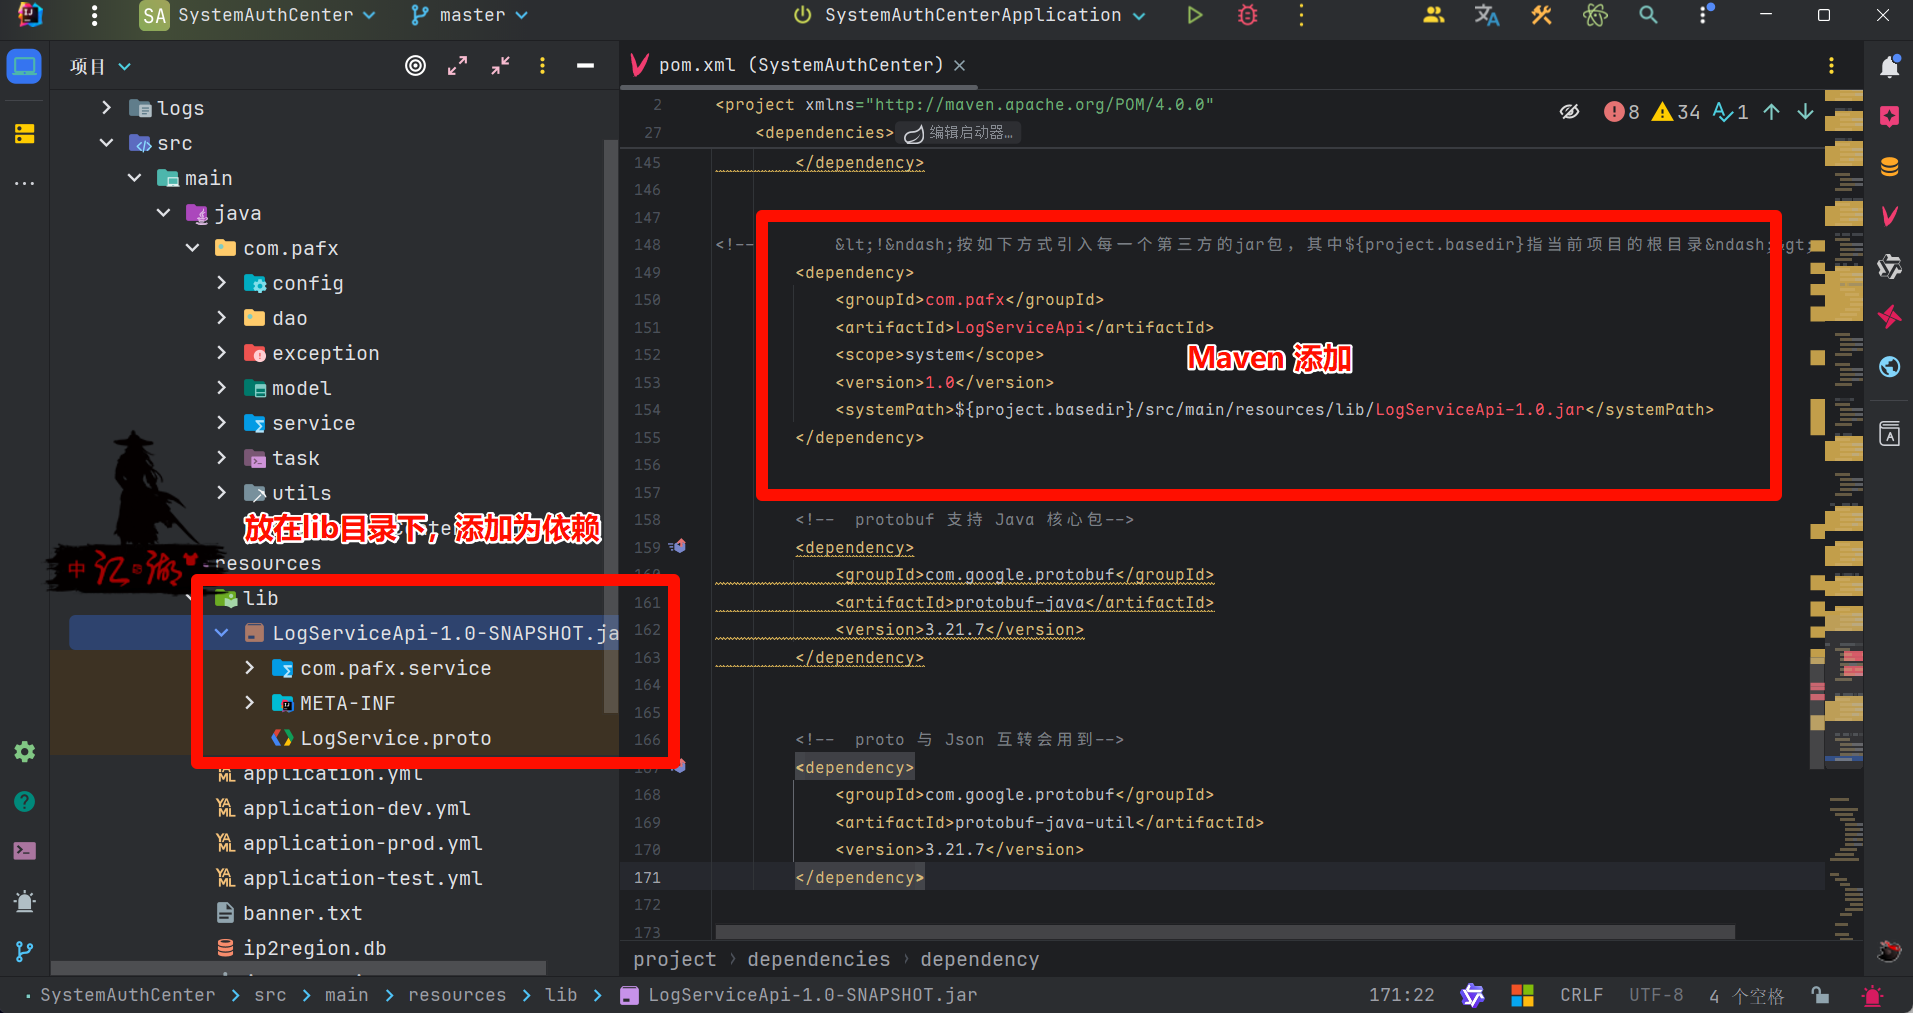 SA SystemAuthCenter master SystemAuthCenterApplication
项目
logs
src
main
java
com.pafx
config
dao
exception
model
service
task
utils
放在lib目录下，添加为依赖
resources
lib
LogServiceApi-1.0-SNAPSHOT.ja
com.pafx.service
META-INF
LogService.proto
application.yml
application-dev.yml
application-prod.yml
application-test.yml
banner.txt
ip2region.db
中 江 湖
pom.xml (SystemAuthCenter)
8 34 1
2 <project xmlns="http://maven.apache.org/POM/4.0.0"
27 <dependencies> 编辑启动器...
145 </dependency>
146
147
148 <!-- &lt;!&ndash;按如下方式引入每一个第三方的jar包，其中${project.basedir}指当前项目的根目录&ndash;&gt;
149 <dependency>
150 <groupId>com.pafx</groupId>
151 <artifactId>LogServiceApi</artifactId>
152 <scope>system</scope>
Maven 添加
153 <version>1.0</version>
154 <systemPath>${project.basedir}/src/main/resources/lib/LogServiceApi-1.0.jar</systemPath>
155 </dependency>
156
157
158 <!-- protobuf 支持 Java 核心包-->
159 <dependency>
160 <groupId>com.google.protobuf</groupId>
161 <artifactId>protobuf-java</artifactId>
162 <version>3.21.7</version>
163 </dependency>
164
165
166 <!-- proto 与 Json 互转会用到-->
167 <dependency>
168 <groupId>com.google.protobuf</groupId>
169 <artifactId>protobuf-java-util</artifactId>
170 <version>3.21.7</version>
171 </dependency>
172
173
project › dependencies › dependency
SystemAuthCenter > src > main > resources > lib > LogServiceApi-1.0-SNAPSHOT.jar 171:22 CRLF UTF-8 4 个空格